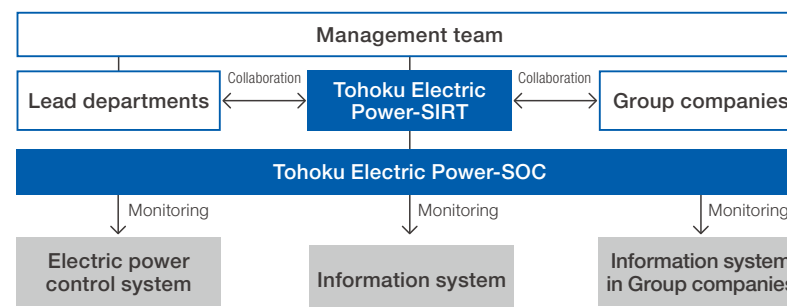 Management team
Lead departments
Collaboration
Tohoku Electric
Power-SIRT
Collaboration
Group companies
Tohoku Electric Power-SOC
Monitoring
Monitoring
Monitoring
Electric power
control system
Information system
Information system
in Group companies